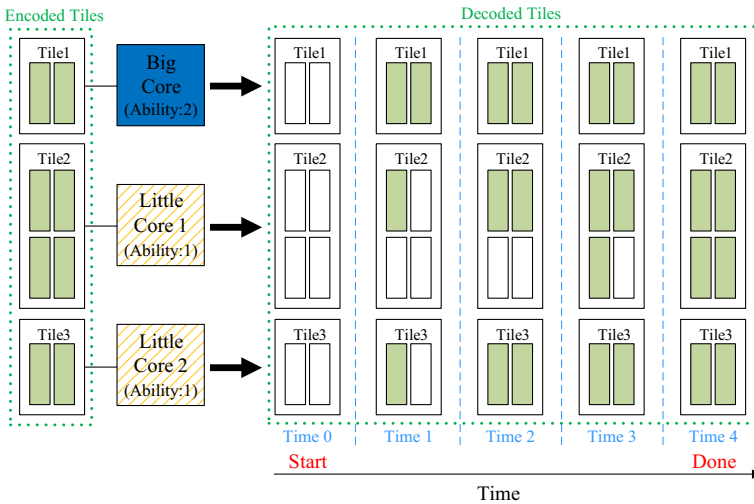 Encoded Tiles
Decoded Tiles
Tile1
Big
Core
(Ability:2)
Tile1
Tile1
Tile1
Tile1
Tile1
Tile2
Little
Core 1
(Ability:1)
Tile2
Tile2
Tile2
Tile2
Tile2
Tile3
Little
Core 2
(Ability:1)
Tile3
Tile3
Tile3
Tile3
Tile3
Time 0
Time 1
Time 2
Time 3
Time 4
Start
Done
Time